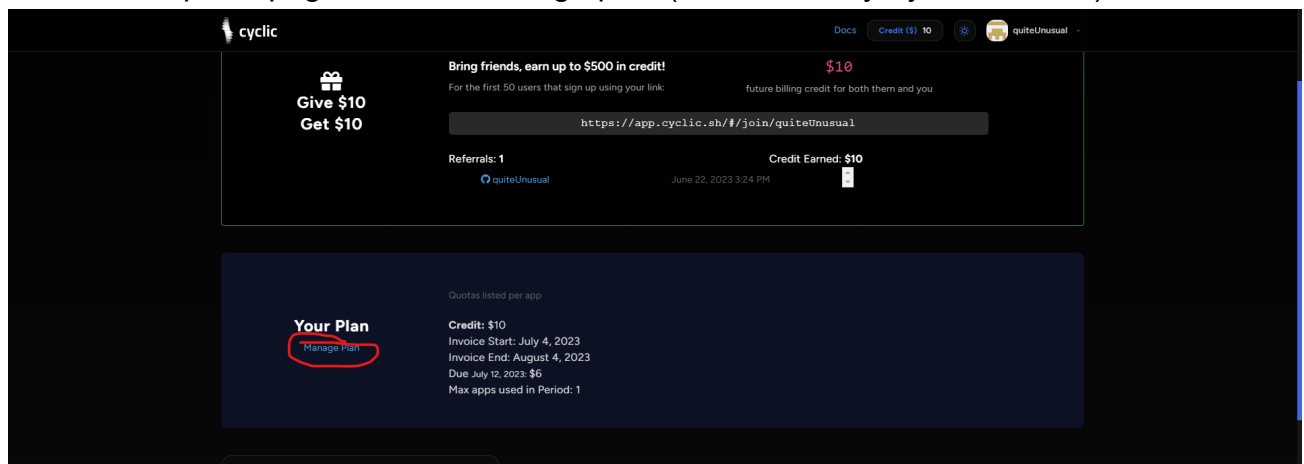 cyclic
Docs
Credit ($) 10
quiteUnusual
Give $10
Get $10
Bring friends, earn up to $500 in credit!
For the first 50 users that sign up using your link:
$10
future billing credit for both them and you
https://app.cyclic.sh/#/join/quiteUnusual
Referrals: 1
Credit Earned: $10
quiteUnusual
June 22, 2023 3:24 PM
Your Plan
Manage Plan
Quotas listed per app
Credit: $10
Invoice Start: July 4, 2023
Invoice End: August 4, 2023
Due July 12, 2023: $6
Max apps used in Period: 1